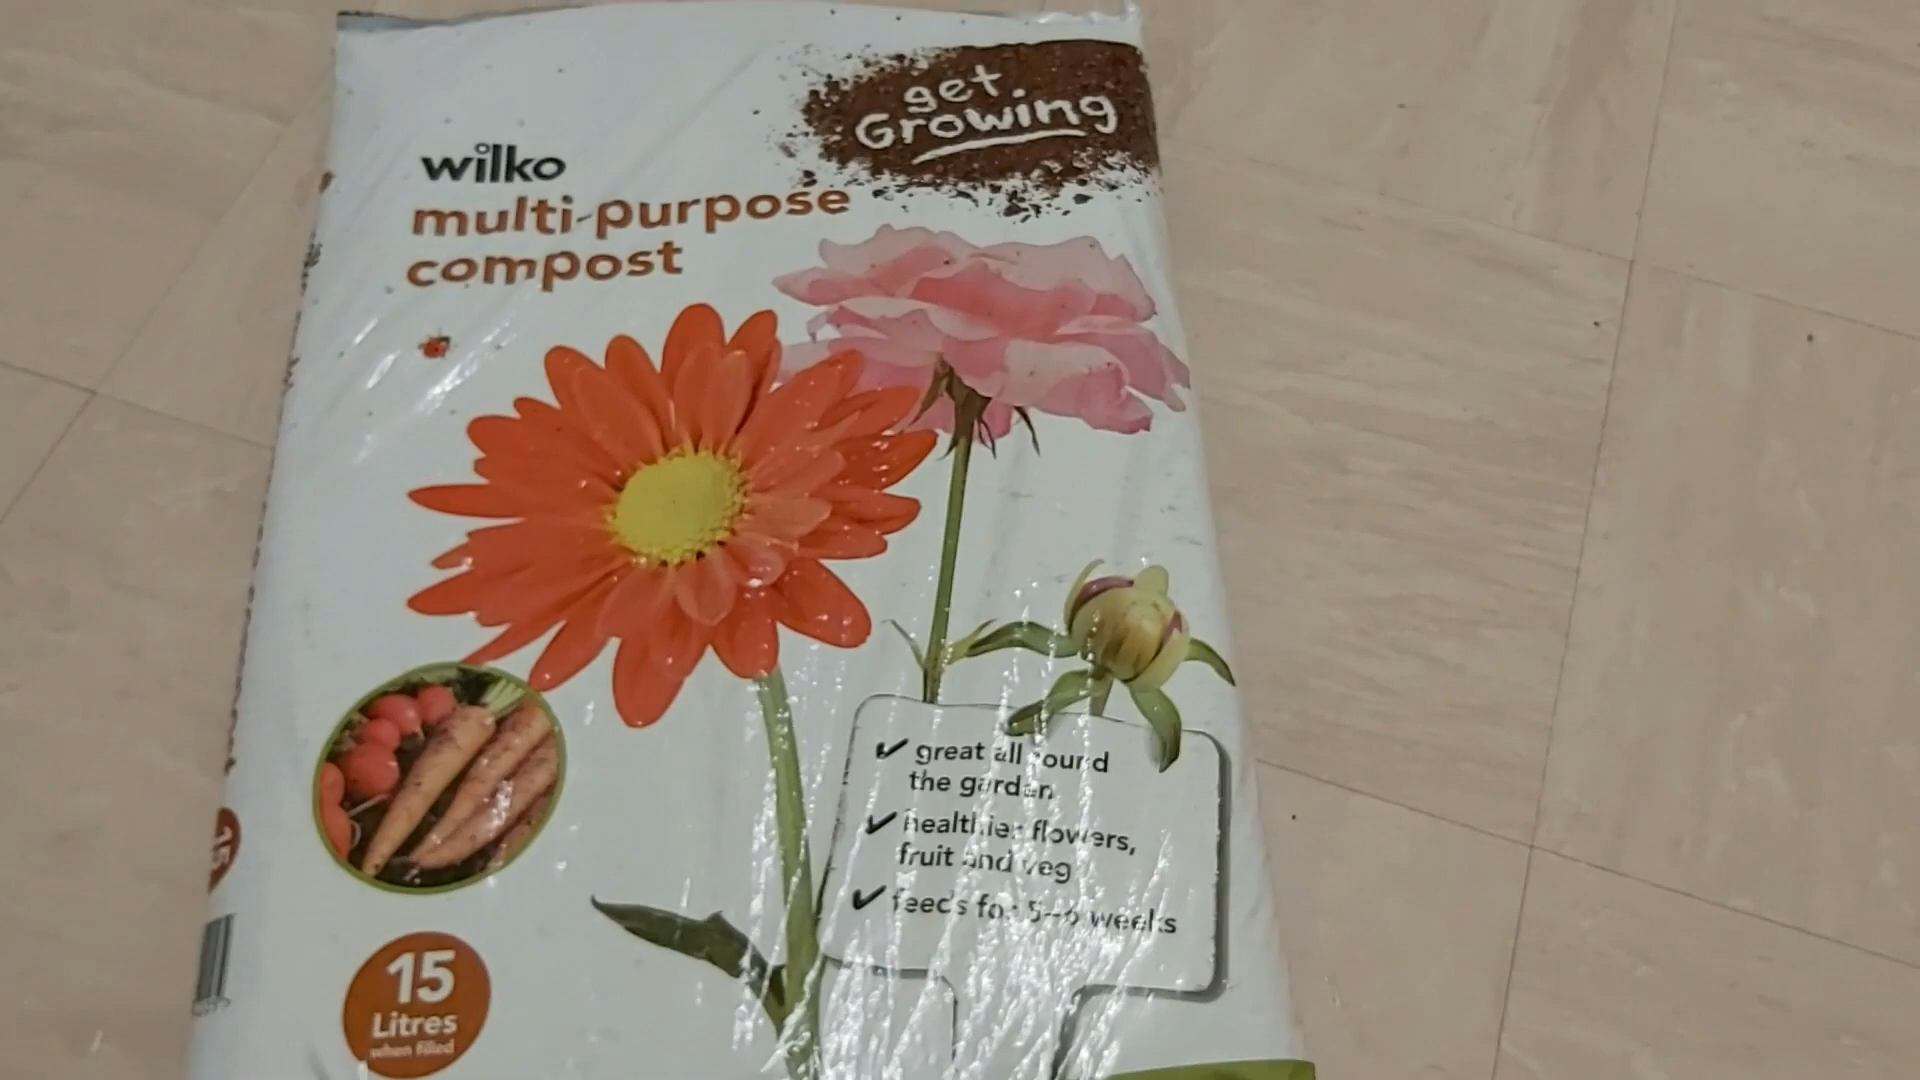 get
Growing
wilko
multi-purpose
compost
great all round
the garden
healthier flowers,
fruit and veg
feeds for 5-6 weeks
15
15
Litres
when filled